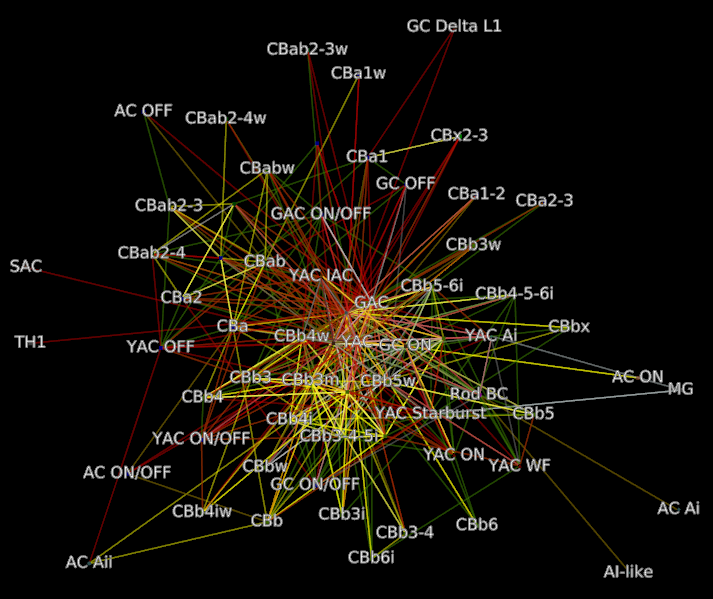 GC Delta L1
CBab2-3w
CBa1w
AC OFF
CBab2-4w
CBx2-3
CBa1
CBabw
GC OFF
CBa1-2
CBa2-3
CBab2-3
GAC ON/OFF
CBb3w
CBab2-4
CBab
SAC
YAC IAC
CBb5-6i
CBb4-5-6i
CBa2
GAC
CBa
CBbx
TH1
YAC OFF
CBb4w
YAC
GC ON
YAC Ai
CBb3
CBb3m
CBb5w
AC ON
MG
CBb4
Rod BC
YAC Starburst
CBb5
CBb4i
YAC ON/OFF
CBb3-4-5i
YAC ON
YAC WF
AC ON/OFF
CBbw
GC ON/OFF
CBb4iw
CBb
CBb3i
CBb6
AC Ai
CBb3-4
CBb6i
AC Aii
AI-like